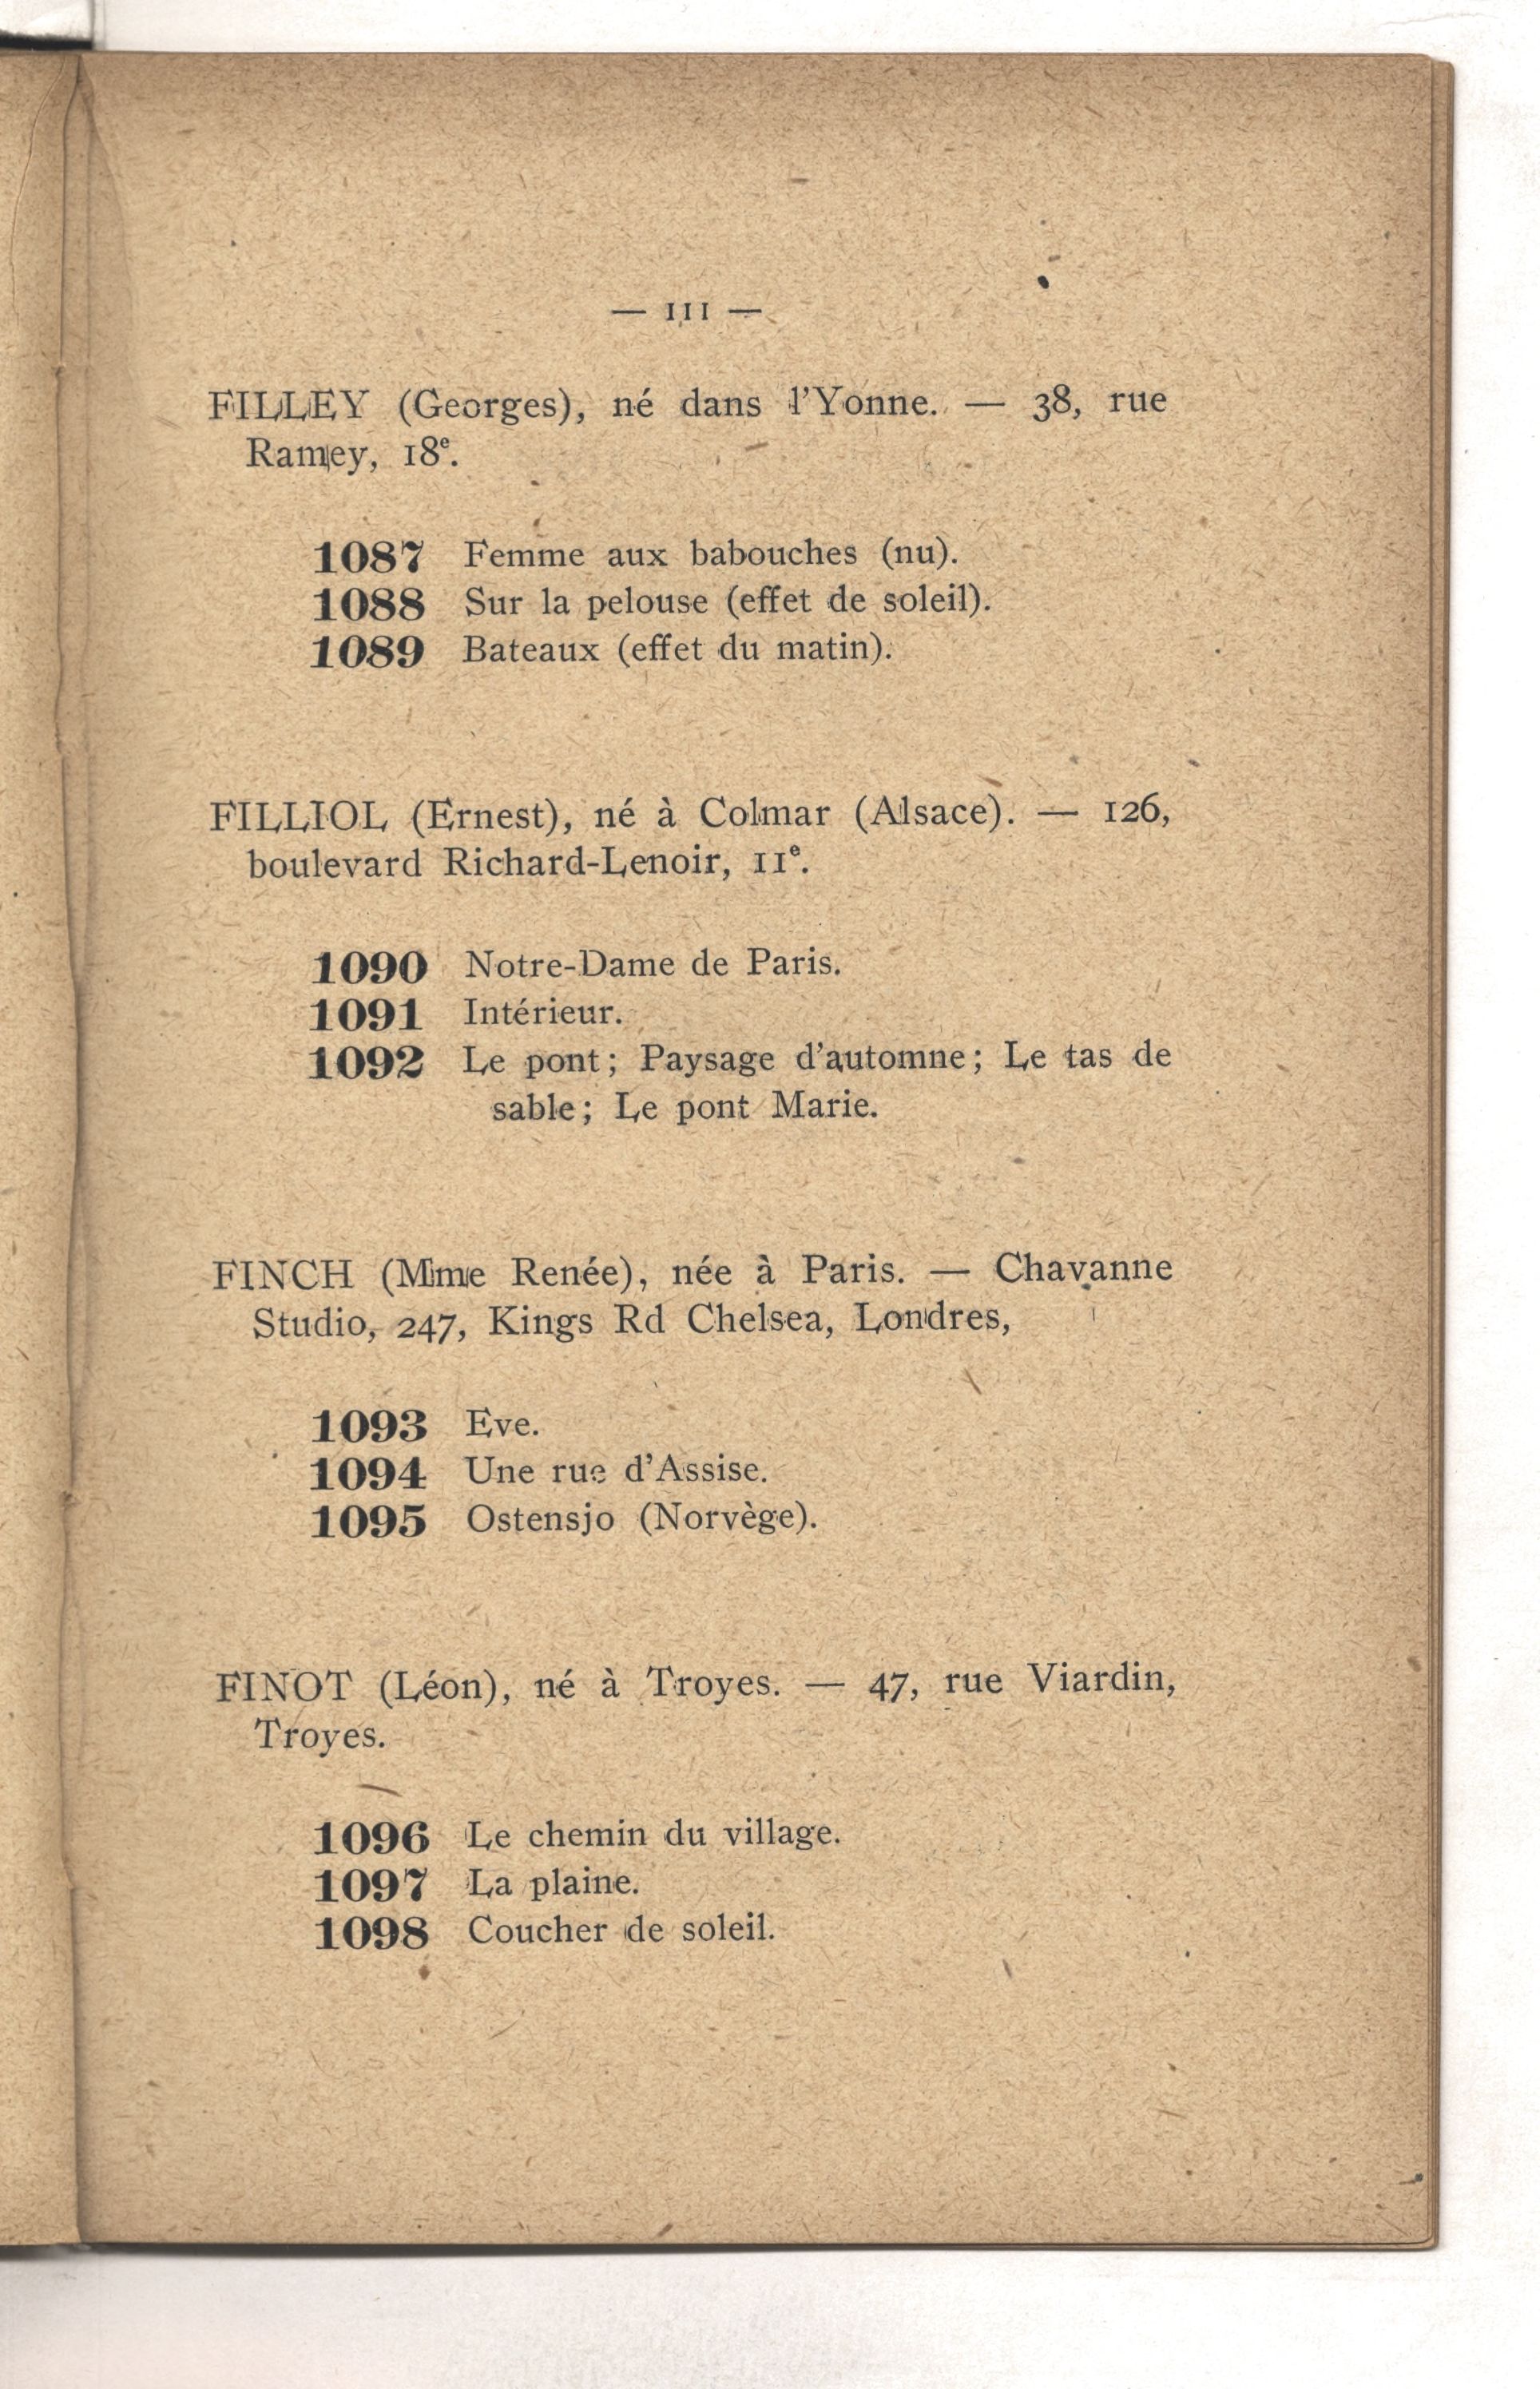 — 111 —
FILLEY (Georges), né dans l'Yonne. — 38, rue
Ramey, 18e.
1087 Femme aux babouches (nu).
1088 Sur la pelouse (effet de soleil).
1089 Bateaux (effet du matin).
FILLIOL (Ernest), né à Colmar (Alsace). — 126,
boulevard Richard-Lenoir, 11e.
1090 Notre-Dame de Paris.
1091 Intérieur.
1092 Le pont; Paysage d'automne; Le tas de
sable; Le pont Marie.
FINCH (Mme Renée), née à Paris. — Chavanne
Studio, 247, Kings Rd Chelsea, Londres,
1093 Eve.
1094 Une rue d'Assise.
1095 Ostensjo (Norvège).
FINOT (Léon), né à Troyes. — 47, rue Viardin,
Troyes.
1096 Le chemin du village.
1097 La plaine.
1098 Coucher de soleil.